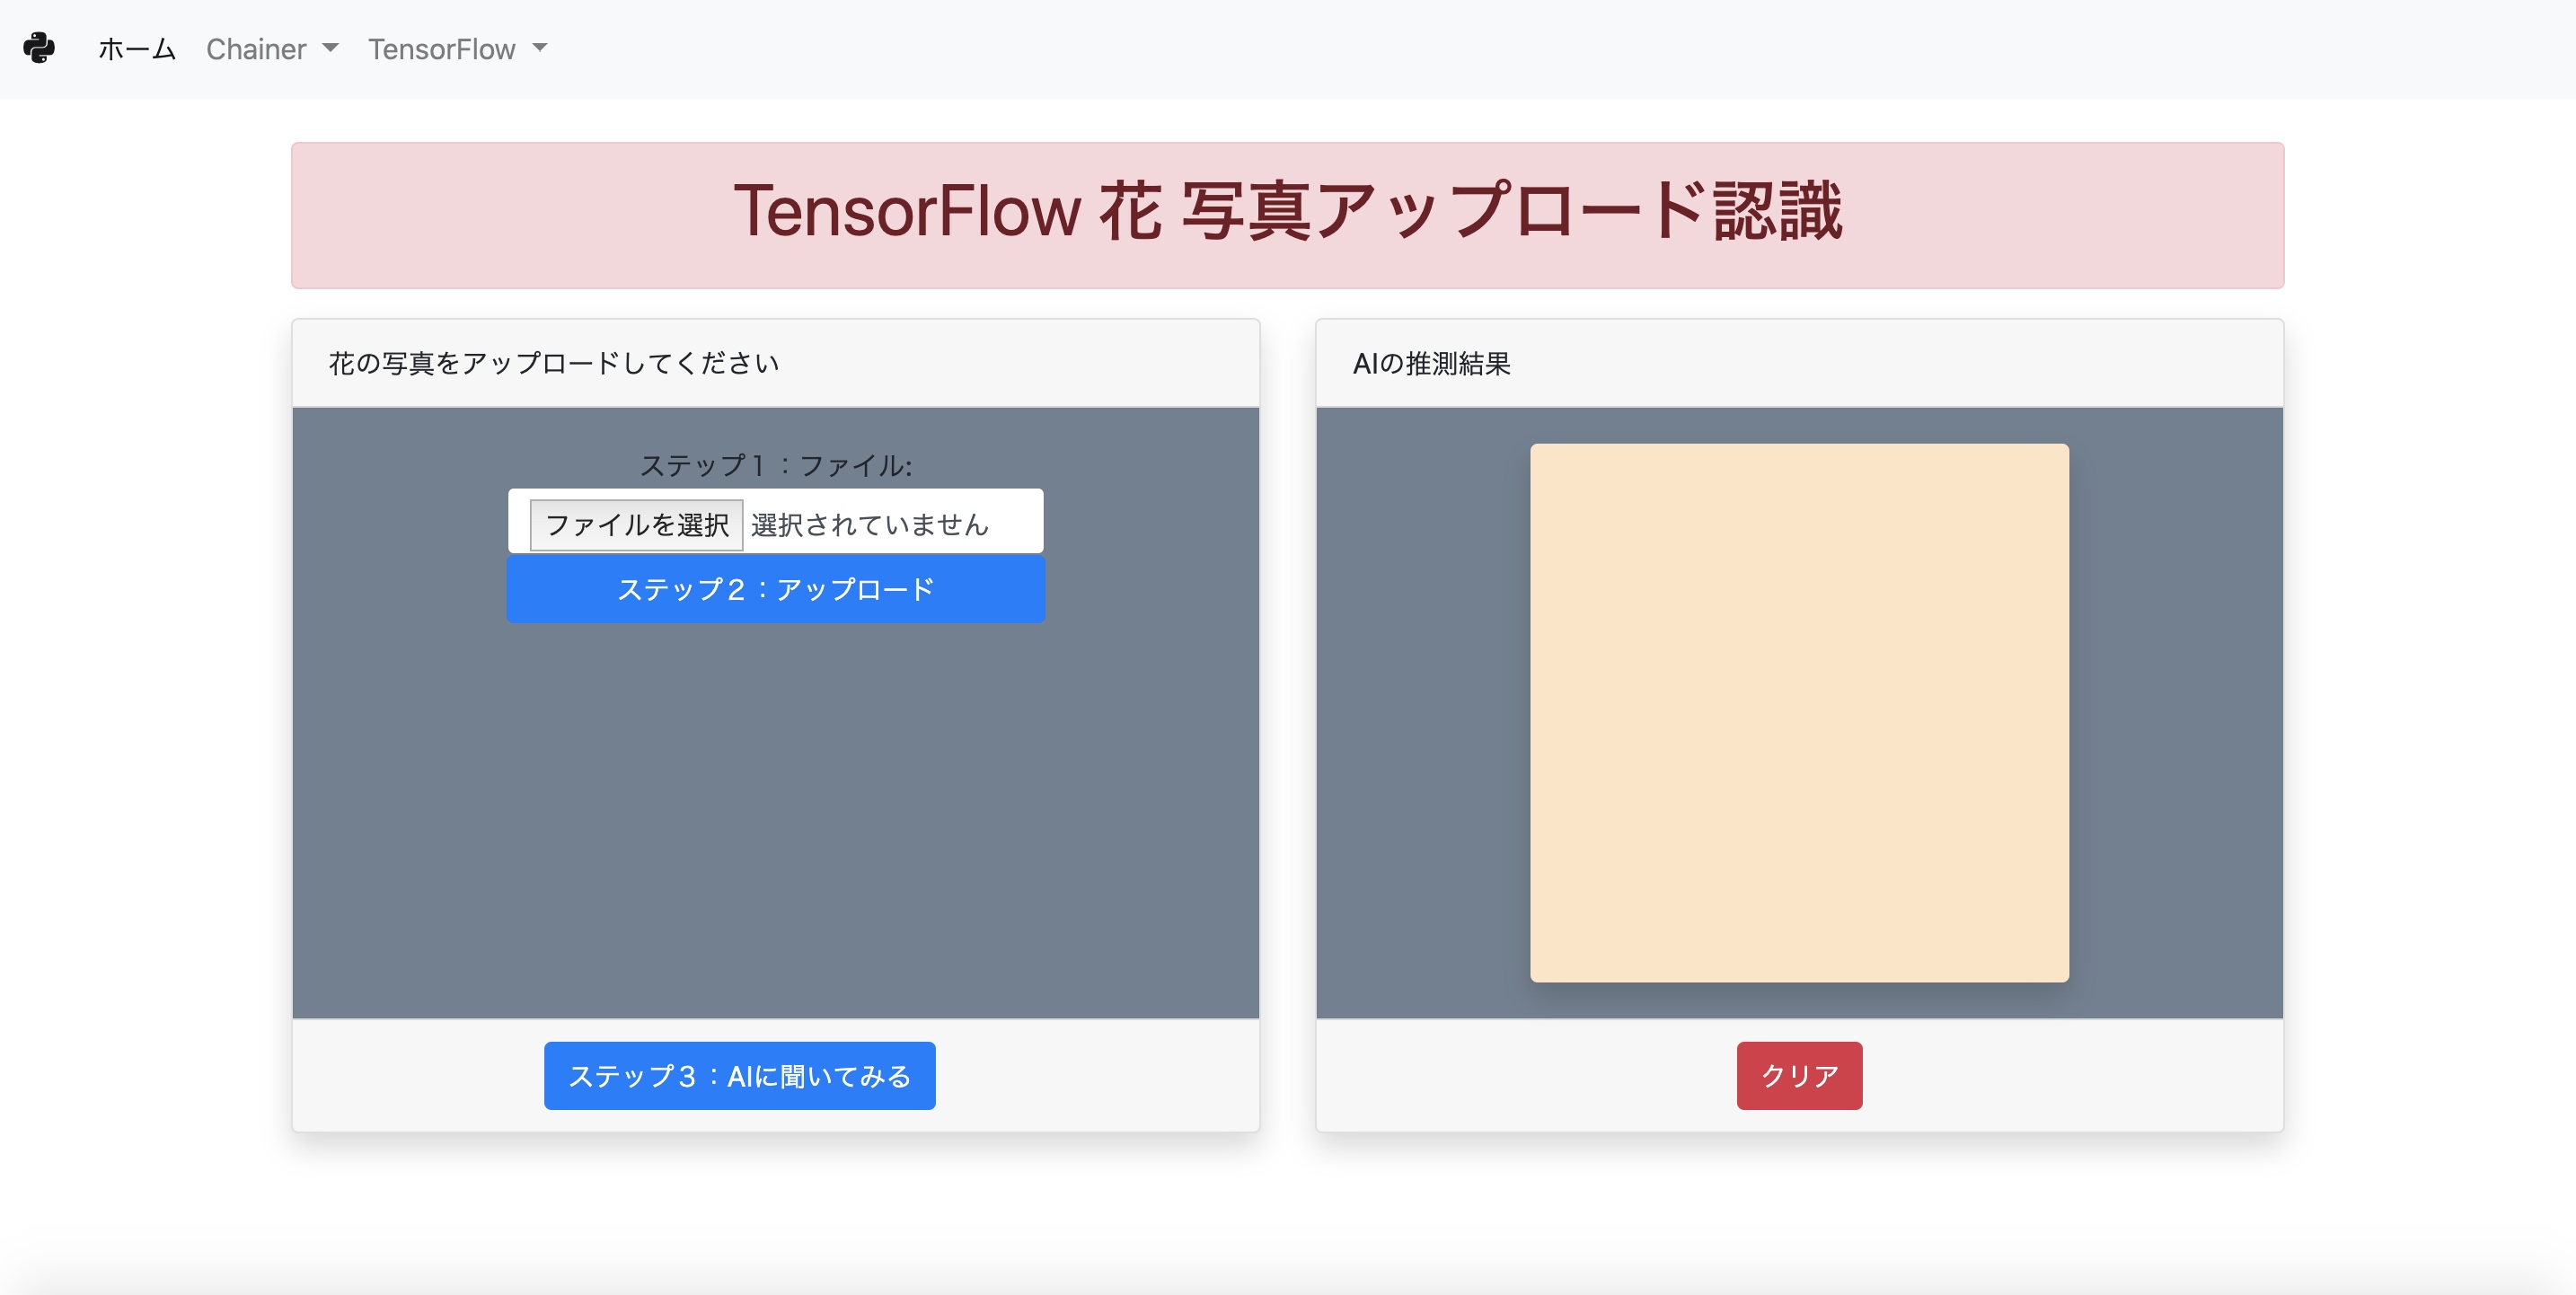 ホーム Chainer TensorFlow
TensorFlow 花 写真アップロード認識
花の写真をアップロードしてください
ステップ１：ファイル:
ファイルを選択 選択されていません
ステップ２：アップロード
ステップ３：AIに聞いてみる
AIの推測結果
クリア